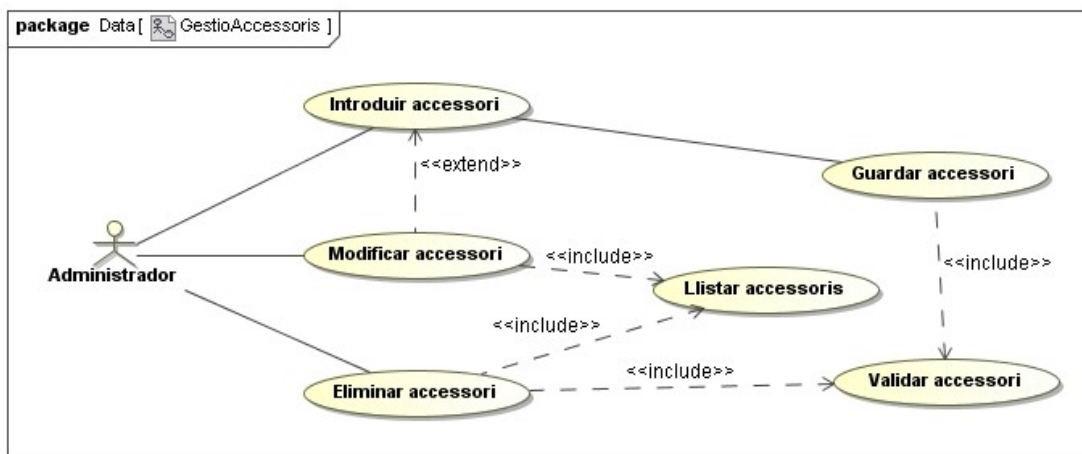 package Data[ GestioAccessoris ]
Introduir accessori
<<extend>>
Guardar accessori
Modificar accessori
<<include>>
<<include>>
Administrador
Llistar accessoris
<<include>>
<<include>>
Eliminar accessori
Validar accessori